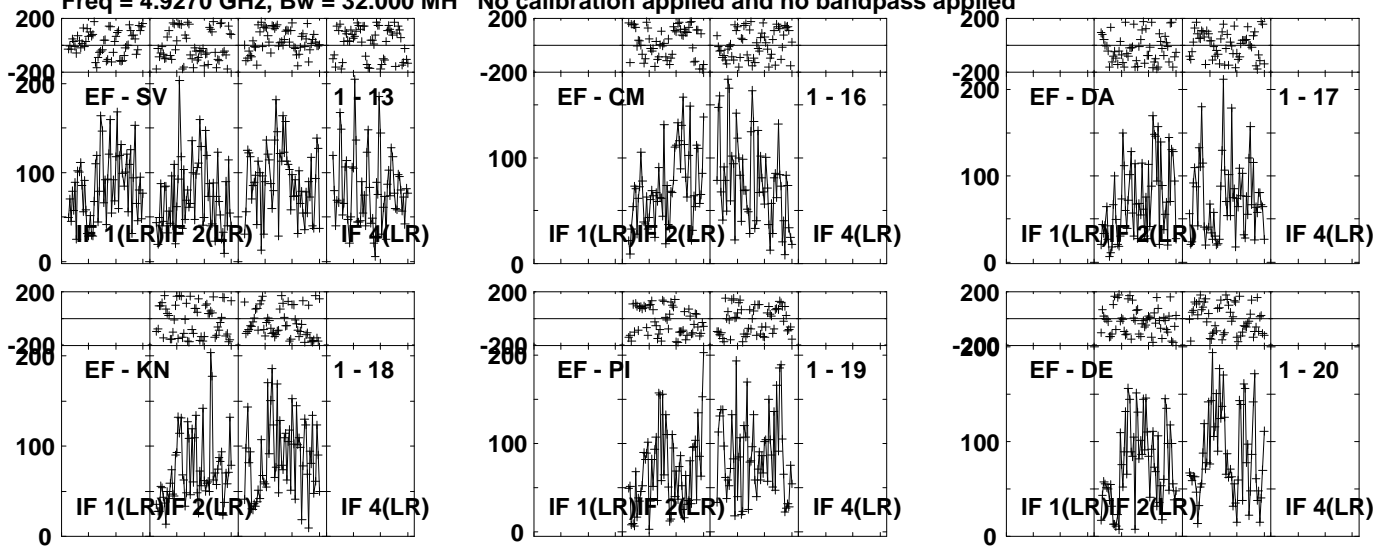 Freq = 4.9270 GHz, Bw = 32.000 MH No calibration applied and no bandpass applied
200
-200
200
EF - SV 1 - 13
100
IF 1(LR) IF 2(LR) IF 4(LR)
0
200
-200
EF - CM 1 - 16
100
IF 1(LR) IF 2(LR) IF 4(LR)
0
200
-200
200
EF - DA 1 - 17
100
IF 1(LR) IF 2(LR) IF 4(LR)
0
200
-200
200
EF - KN 1 - 18
100
IF 1(LR) IF 2(LR) IF 4(LR)
0
200
-200
200
EF - PI 1 - 19
100
IF 1(LR) IF 2(LR) IF 4(LR)
0
200
-200
200
EF - DE 1 - 20
100
IF 1(LR) IF 2(LR) IF 4(LR)
0